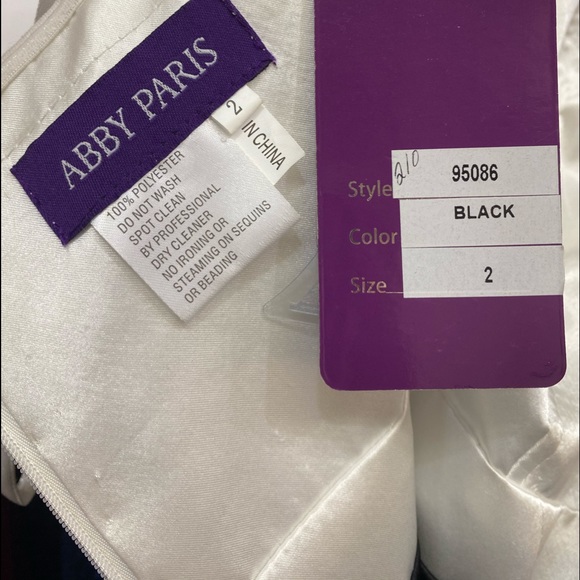 ABBY PARIS
2
IN CHINA
100% POLYESTER
DO NOT WASH
SPOT CLEAN
BY PROFESSIONAL
DRY CLEANER
NO IRONING OR
STEAMING ON SEQUINS
OR BEADING
Style 210 95086
Color BLACK
Size 2